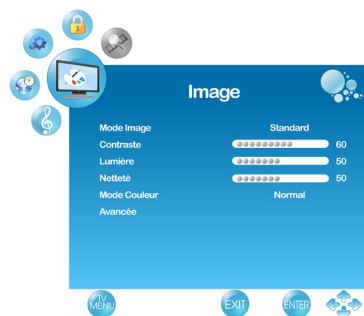 Image
Mode Image Standard
Contraste 60
Lumière 50
Netteté 50
Mode Couleur Normal
Avancée
TV MENU
EXIT
ENTER